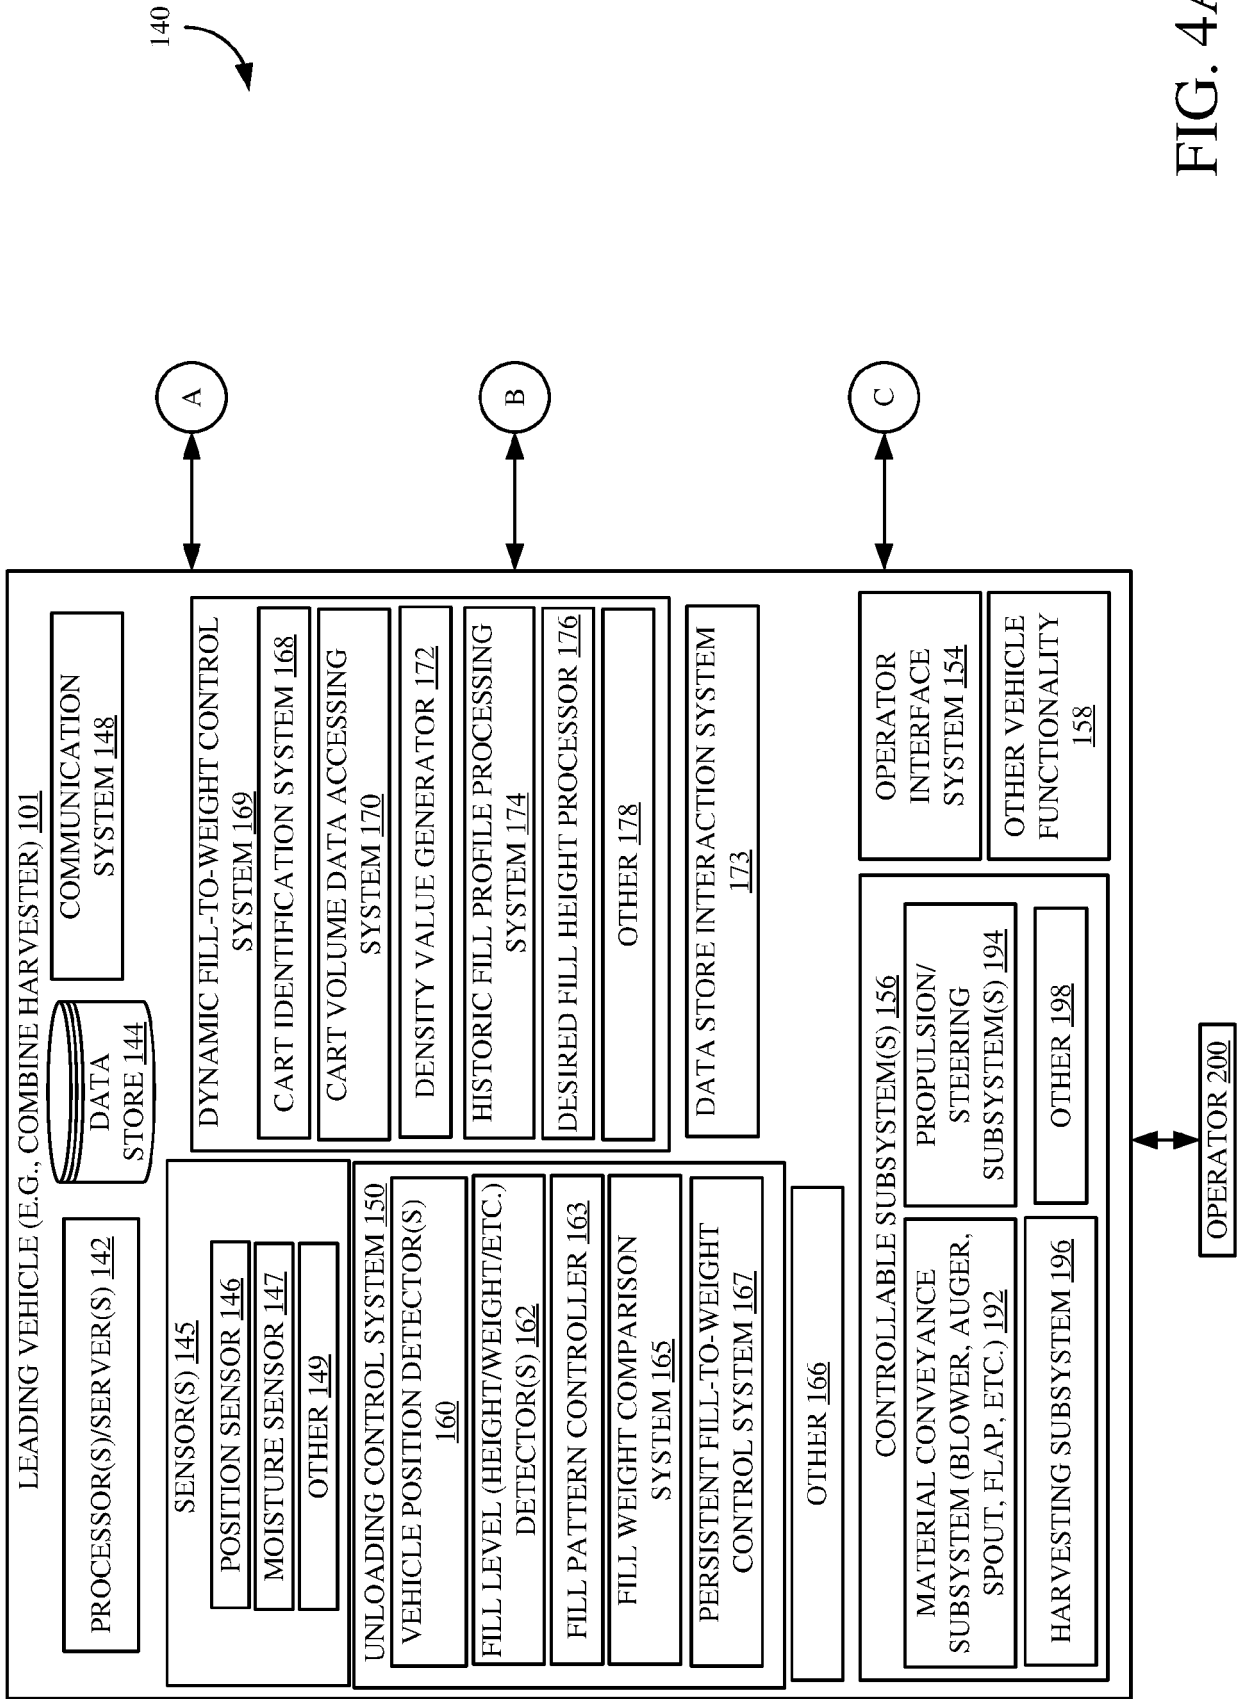 140
LEADING VEHICLE (E.G., COMBINE HARVESTER) 101
PROCESSOR(S)/SERVER(S) 142
DATA
STORE 144
COMMUNICATION
SYSTEM 148
SENSOR(S) 145
POSITION SENSOR 146
MOISTURE SENSOR 147
OTHER 149
UNLOADING CONTROL SYSTEM 150
VEHICLE POSITION DETECTOR(S)
160
FILL LEVEL (HEIGHT/WEIGHT/ETC.)
DETECTOR(S) 162
FILL PATTERN CONTROLLER 163
FILL WEIGHT COMPARISON
SYSTEM 165
PERSISTENT FILL-TO-WEIGHT
CONTROL SYSTEM 167
OTHER 166
DYNAMIC FILL-TO-WEIGHT CONTROL
SYSTEM 169
CART IDENTIFICATION SYSTEM 168
CART VOLUME DATA ACCESSING
SYSTEM 170
DENSITY VALUE GENERATOR 172
HISTORIC FILL PROFILE PROCESSING
SYSTEM 174
DESIRED FILL HEIGHT PROCESSOR 176
OTHER 178
DATA STORE INTERACTION SYSTEM
173
CONTROLLABLE SUBSYSTEM(S) 156
MATERIAL CONVEYANCE
SUBSYSTEM (BLOWER, AUGER,
SPOUT, FLAP, ETC.) 192
PROPULSION/
STEERING
SUBSYSTEM(S) 194
HARVESTING SUBSYSTEM 196
OTHER 198
OPERATOR
INTERFACE
SYSTEM 154
OTHER VEHICLE
FUNCTIONALITY
158
A
B
C
OPERATOR 200
FIG. 4A